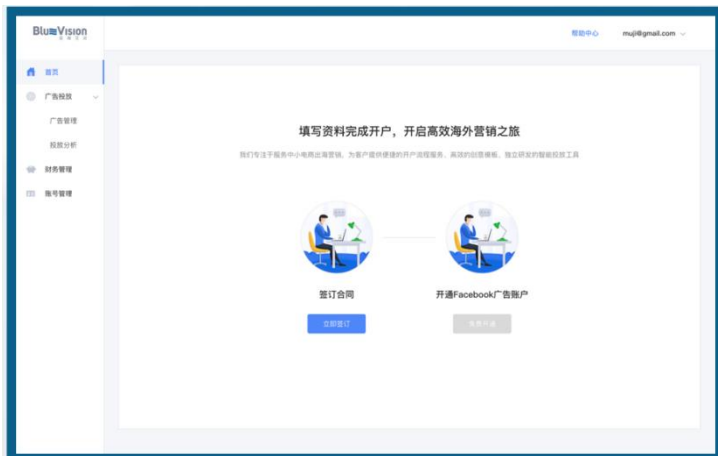 BlueVision
帮助中心
muji@gmail.com
首页
广告投放
广告管理
投放分析
财务管理
账号管理
填写资料完成开户，开启高效海外营销之旅
我们专注于服务中小电商出海营销，为客户提供便捷的开户流程服务，高效的创意模板，独立研发的智能投放工具
签订合同
开通Facebook广告账户
立即签订
免费开通